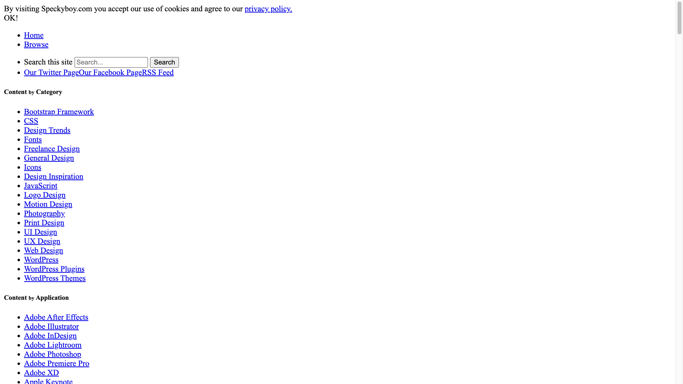 By visiting Speckyboy.com you accept our use of cookies and agree to our privacy policy.
OK!
Home
Browse
Search this site Search... Search
Our Twitter PageOur Facebook PageRSS Feed
Content by Category
Bootstrap Framework
CSS
Design Trends
Fonts
Freelance Design
General Design
Icons
Design Inspiration
JavaScript
Logo Design
Motion Design
Photography
Print Design
UI Design
UX Design
Web Design
WordPress
WordPress Plugins
WordPress Themes
Content by Application
Adobe After Effects
Adobe Illustrator
Adobe InDesign
Adobe Lightroom
Adobe Photoshop
Adobe Premiere Pro
Adobe XD
Apple Keynote